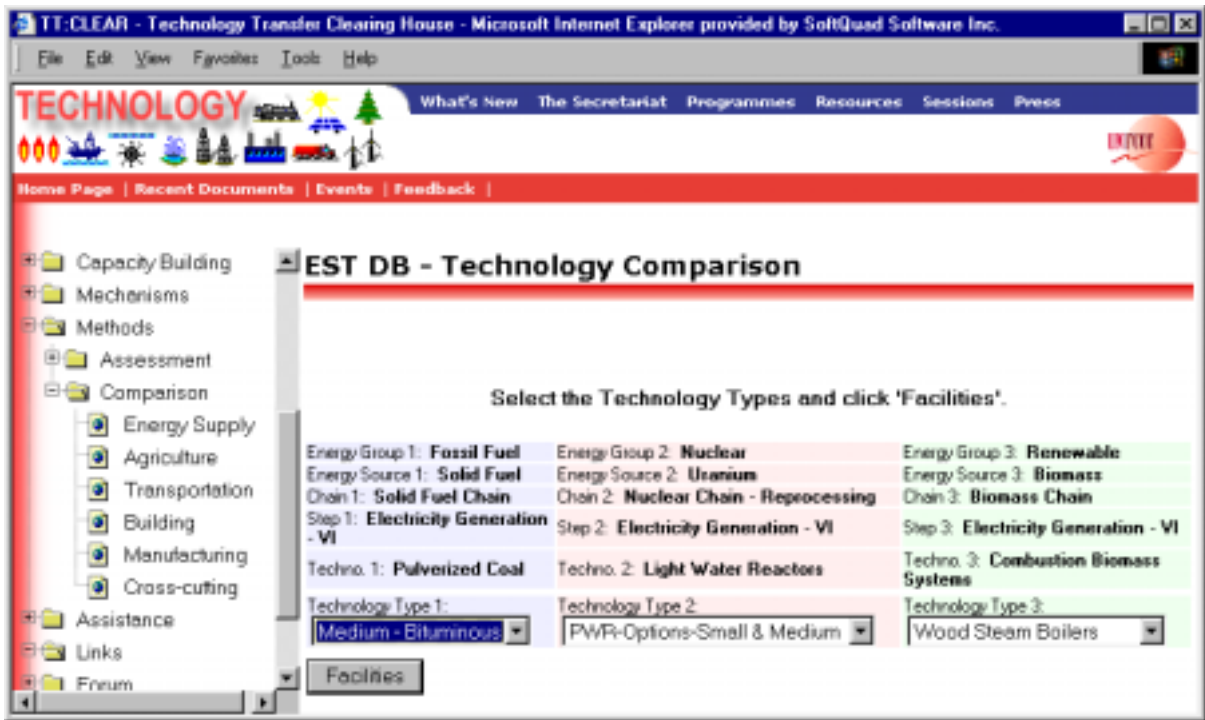 TT:CLEAR - Technology Transfer Clearing House - Microsoft Internet Explorer provided by SoftQuad Software Inc.
File Edit View Favorites Tools Help
TECHNOLOGY
What's New The Secretariat Programmes Resources Sessions Press
Home Page | Recent Documents | Events | Feedback |
Capacity Building
Mechanisms
Methods
Assessment
Comparison
Energy Supply
Agriculture
Transportation
Building
Manufacturing
Cross-cutting
Assistance
Links
Forum
EST DB - Technology Comparison
Select the Technology Types and click 'Facilities'.
Energy Group 1: Fossil Fuel Energy Group 2: Nuclear Energy Group 3: Renewable
Energy Source 1: Solid Fuel Energy Source 2: Uranium Energy Source 3: Biomass
Chain 1: Solid Fuel Chain Chain 2: Nuclear Chain - Reprocessing Chain 3: Biomass Chain
Step 1: Electricity Generation
- VI
Step 2: Electricity Generation - VI Step 3: Electricity Generation - VI
Techno. 1: Pulverized Coal Techno. 2: Light Water Reactors Techno. 3: Combustion Biomass
Systems
Technology Type 1: Technology Type 2: Technology Type 3:
Medium - Bituminous PWR-Options-Small & Medium Wood Steam Boilers
Facilities